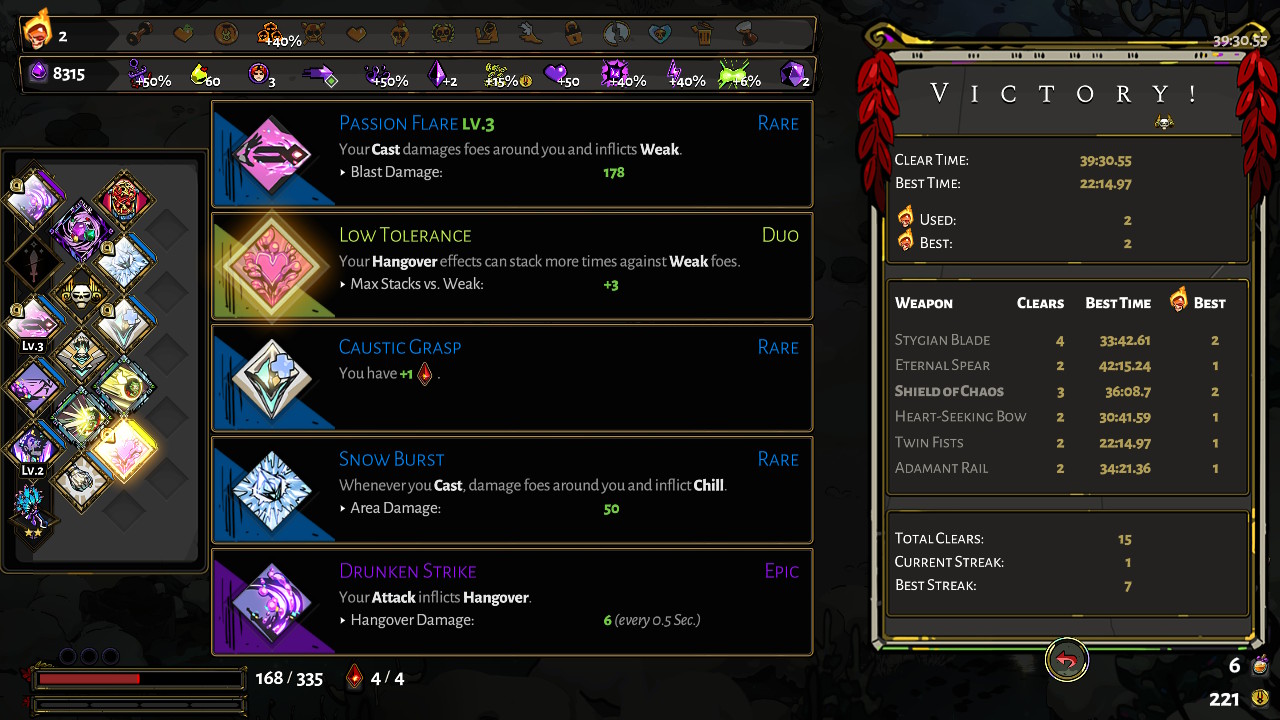 2
+40%
39:30.55
8315
+50%
60
3
+50%
+2
+15%
+50
+40%
+40%
+6%
2
PASSION FLARE LV.3
RARE
Your Cast damages foes around you and inflicts Weak.
‣ Blast Damage: 178
LOW TOLERANCE
DUO
Your Hangover effects can stack more times against Weak foes.
‣ Max Stacks vs. Weak: +3
CAUSTIC GRASP
RARE
You have +1 .
SNOW BURST
RARE
Whenever you Cast, damage foes around you and inflict Chill.
‣ Area Damage: 50
DRUNKEN STRIKE
EPIC
Your Attack inflicts Hangover.
‣ Hangover Damage: 6 (every 0.5 Sec.)
Lv.3
Lv.2
168 / 335
4 / 4
VICTORY!
CLEAR TIME: 39:30.55
BEST TIME: 22:14.97
USED: 2
BEST: 2
WEAPON CLEARS BEST TIME BEST
STYGIAN BLADE 4 33:42.61 2
ETERNAL SPEAR 2 42:15.24 1
SHIELD OF CHAOS 3 36:08.7 2
HEART-SEEKING BOW 2 30:41.59 1
TWIN FISTS 2 22:14.97 1
ADAMANT RAIL 2 34:21.36 1
TOTAL CLEARS: 15
CURRENT STREAK: 1
BEST STREAK: 7
6
221